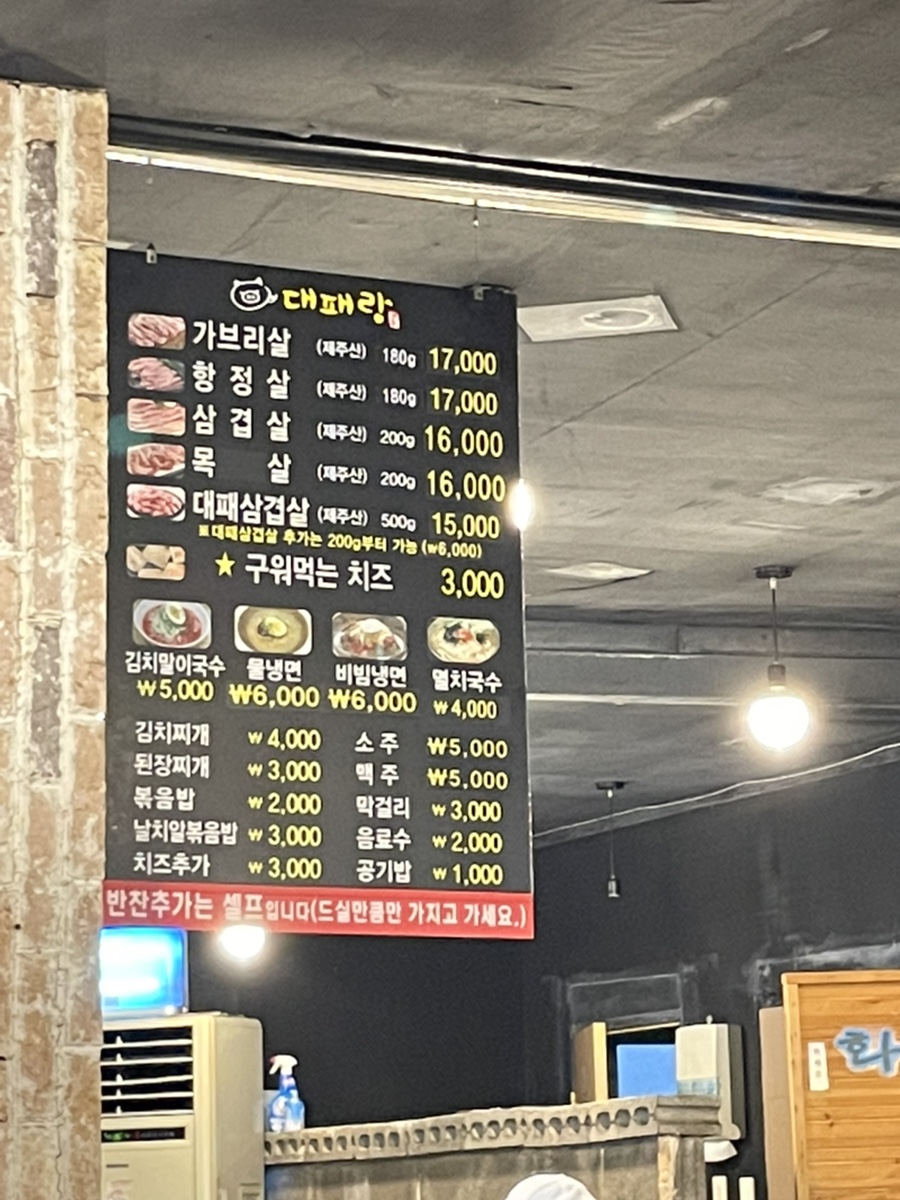 대패랑
가브리살 (제주산) 180g 17,000
항정살 (제주산) 180g 17,000
삼겹살 (제주산) 200g 16,000
목살 (제주산) 200g 16,000
대패삼겹살 (제주산) 500g 15,000
※대패삼겹살 추가는 200g부터 가능 (₩6,000)
★ 구워먹는 치즈 3,000
김치말이국수 물냉면 비빔냉면 멸치국수
₩5,000 ₩6,000 ₩6,000 ₩4,000
김치찌개 ₩4,000 소주 ₩5,000
된장찌개 ₩3,000 맥주 ₩5,000
볶음밥 ₩2,000 막걸리 ₩3,000
날치알볶음밥 ₩3,000 음료수 ₩2,000
치즈추가 ₩3,000 공기밥 ₩1,000
반찬추가는 셀프입니다(드실만큼만 가지고 가세요.)
화